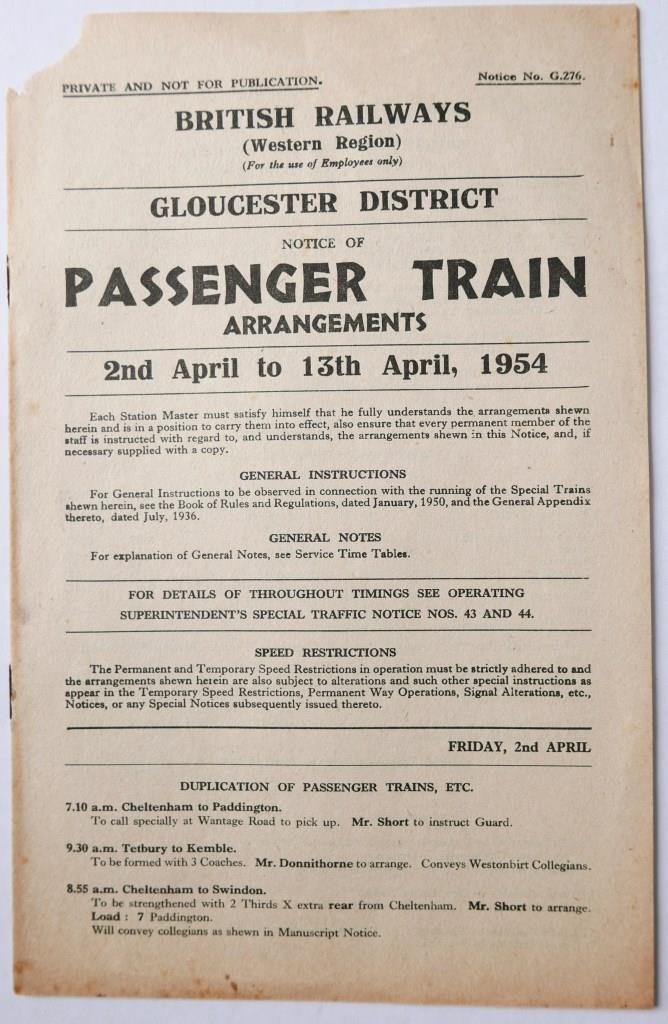 PRIVATE AND NOT FOR PUBLICATION.
Notice No. G.276.
BRITISH RAILWAYS
(Western Region)
(For the use of Employees only)
GLOUCESTER DISTRICT
NOTICE OF
PASSENGER TRAIN
ARRANGEMENTS
2nd April to 13th April, 1954
Each Station Master must satisfy himself that he fully understands the arrangements shewn
herein and is in a position to carry them into effect, also ensure that every permanent member of the
staff is instructed with regard to, and understands, the arrangements shewn in this Notice, and, if
necessary supplied with a copy.
GENERAL INSTRUCTIONS
For General Instructions to be observed in connection with the running of the Special Trains
shewn herein, see the Book of Rules and Regulations, dated January, 1950, and the General Appendix
thereto, dated July, 1936.
GENERAL NOTES
For explanation of General Notes, see Service Time Tables.
FOR DETAILS OF THROUGHOUT TIMINGS SEE OPERATING
SUPERINTENDENT'S SPECIAL TRAFFIC NOTICE NOS. 43 AND 44.
SPEED RESTRICTIONS
The Permanent and Temporary Speed Restrictions in operation must be strictly adhered to and
the arrangements shewn herein are also subject to alterations and such other special instructions as
appear in the Temporary Speed Restrictions, Permanent Way Operations, Signal Alterations, etc.,
Notices, or any Special Notices subsequently issued thereto.
FRIDAY, 2nd APRIL
DUPLICATION OF PASSENGER TRAINS, ETC.
7.10 a.m. Cheltenham to Paddington.
To call specially at Wantage Road to pick up. Mr. Short to instruct Guard.
9.30 a.m. Tetbury to Kemble.
To be formed with 3 Coaches. Mr. Donnithorne to arrange. Conveys Westonbirt Collegians.
8.55 a.m. Cheltenham to Swindon.
To be strengthened with 2 Thirds X extra rear from Cheltenham. Mr. Short to arrange.
Load : 7 Paddington.
Will convey collegians as shewn in Manuscript Notice.